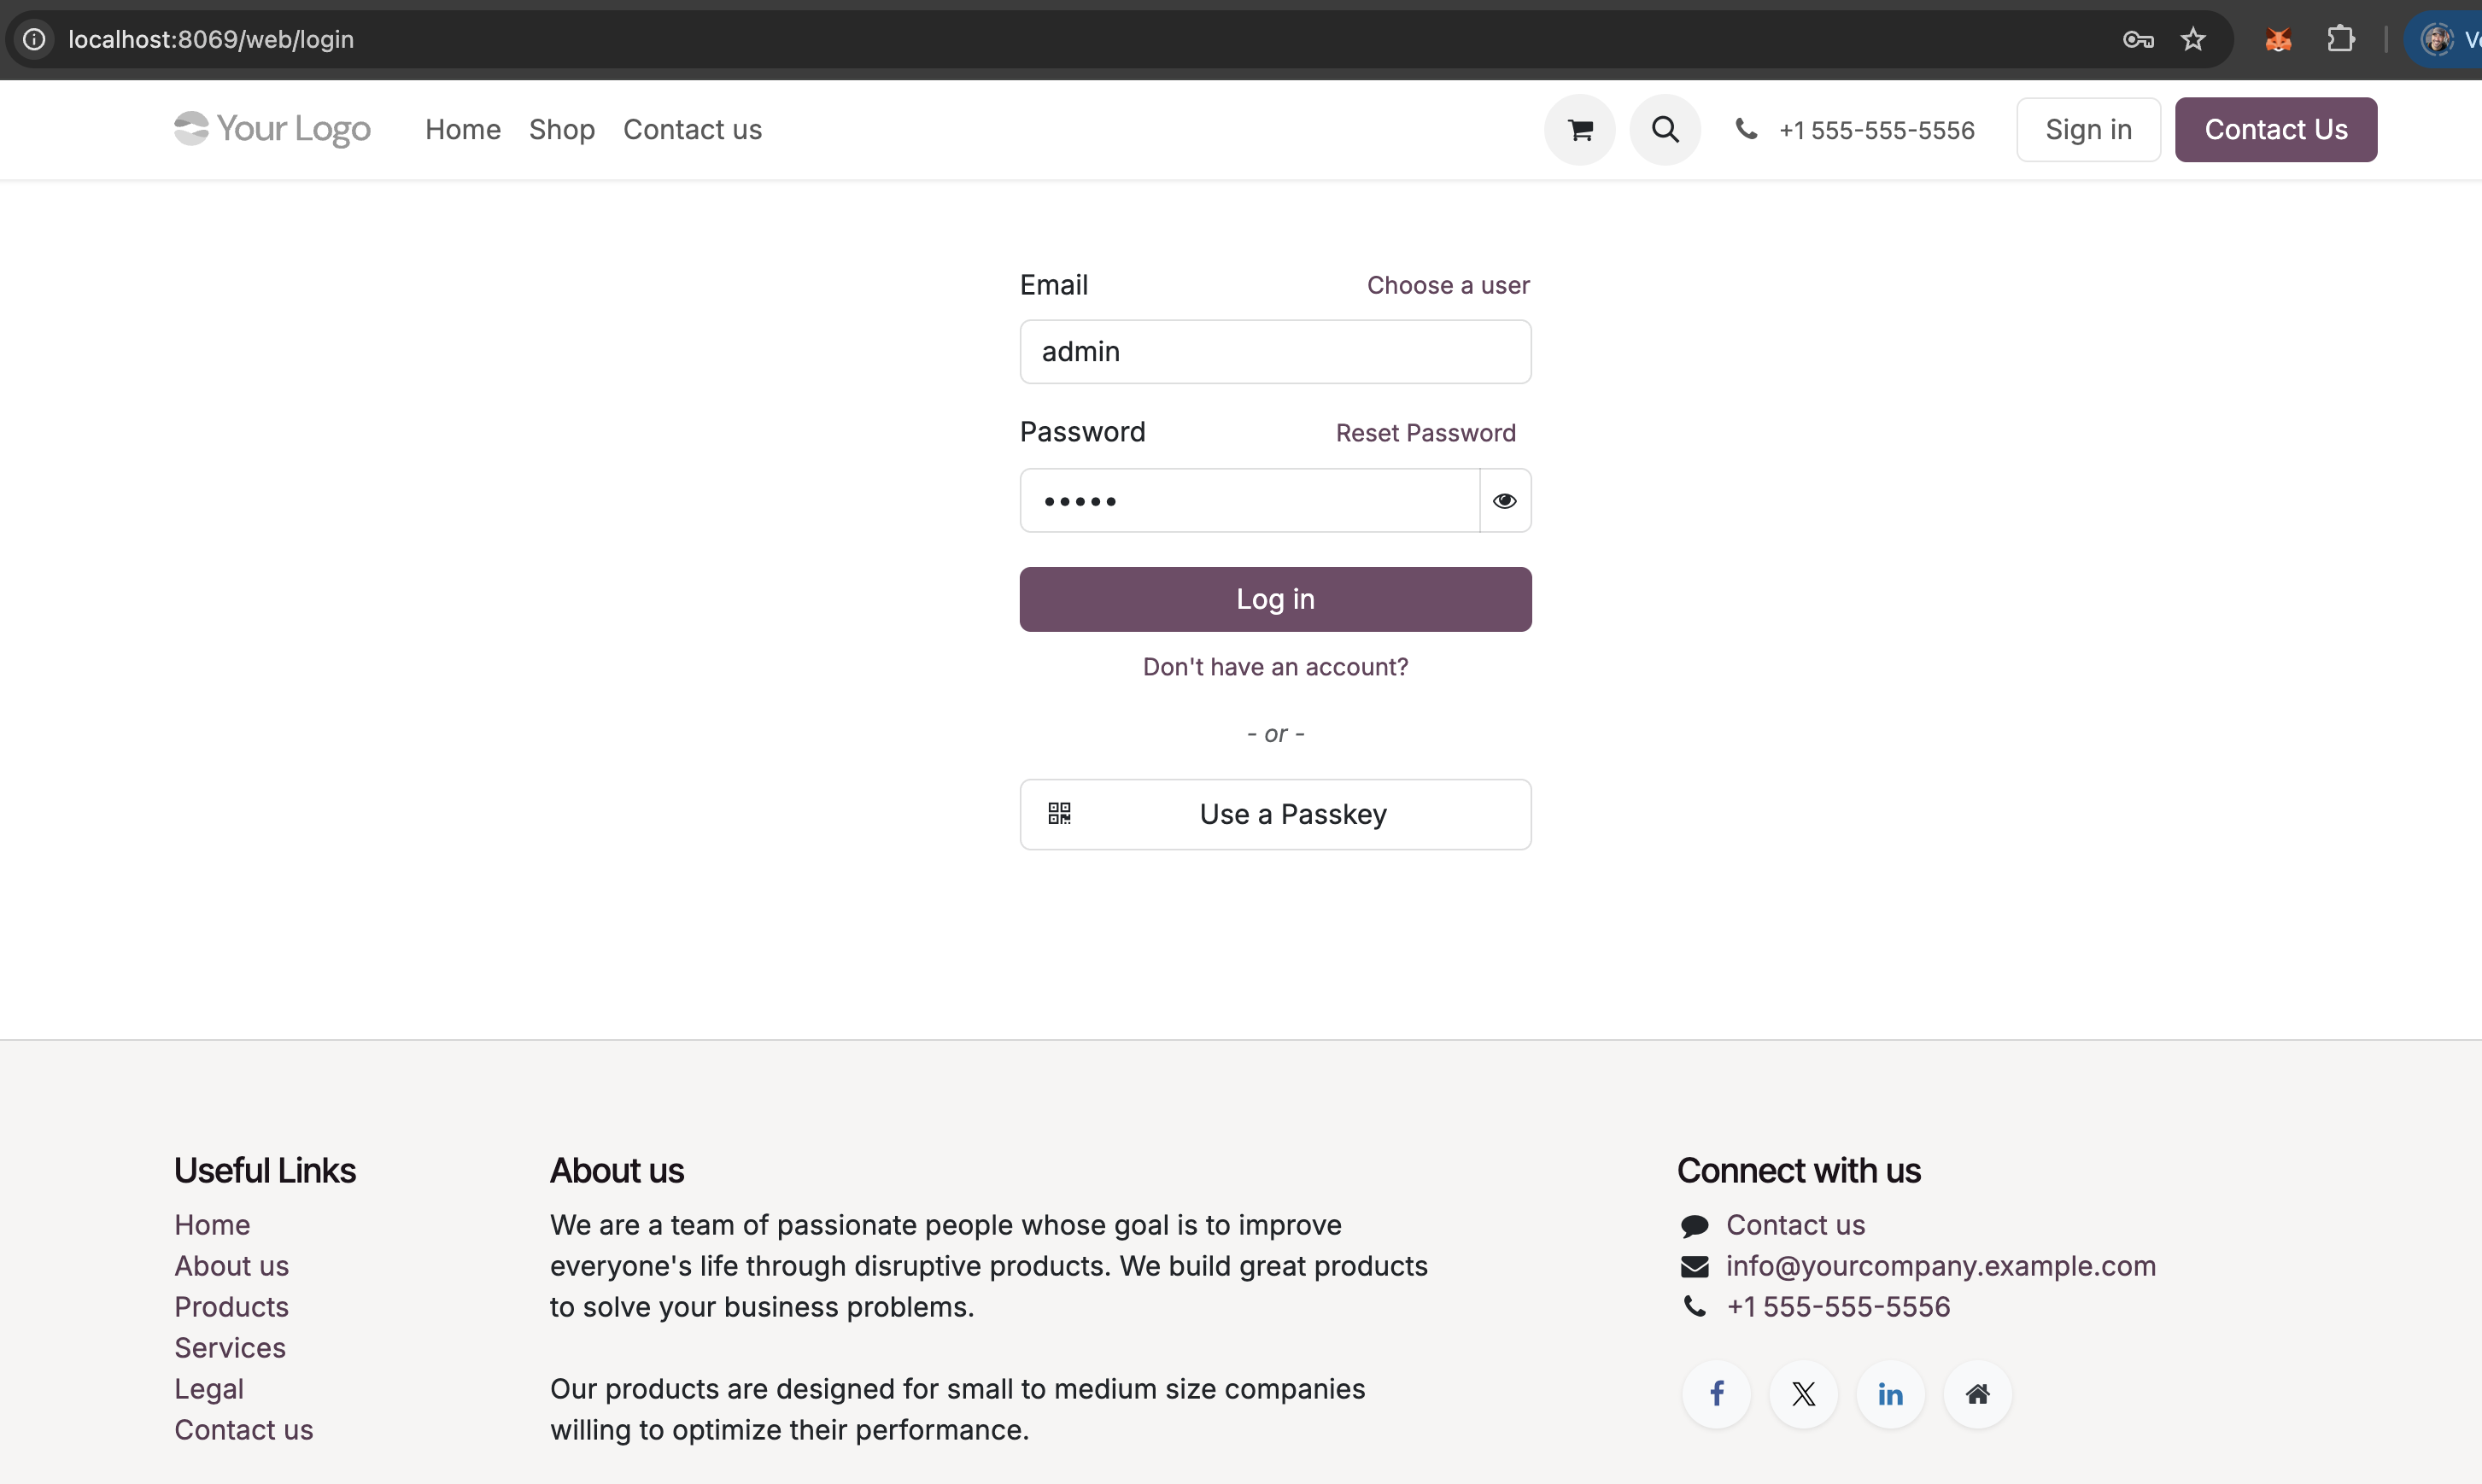 localhost:8069/web/login
Your Logo
Home
Shop
Contact us
+1 555-555-5556
Sign in
Contact Us
Email
Choose a user
admin
Password
Reset Password
•••••
Log in
Don't have an account?
- or -
Use a Passkey
Useful Links
Home
About us
Products
Services
Legal
Contact us
About us
We are a team of passionate people whose goal is to improve
everyone's life through disruptive products. We build great products
to solve your business problems.
Our products are designed for small to medium size companies
willing to optimize their performance.
Connect with us
Contact us
info@yourcompany.example.com
+1 555-555-5556